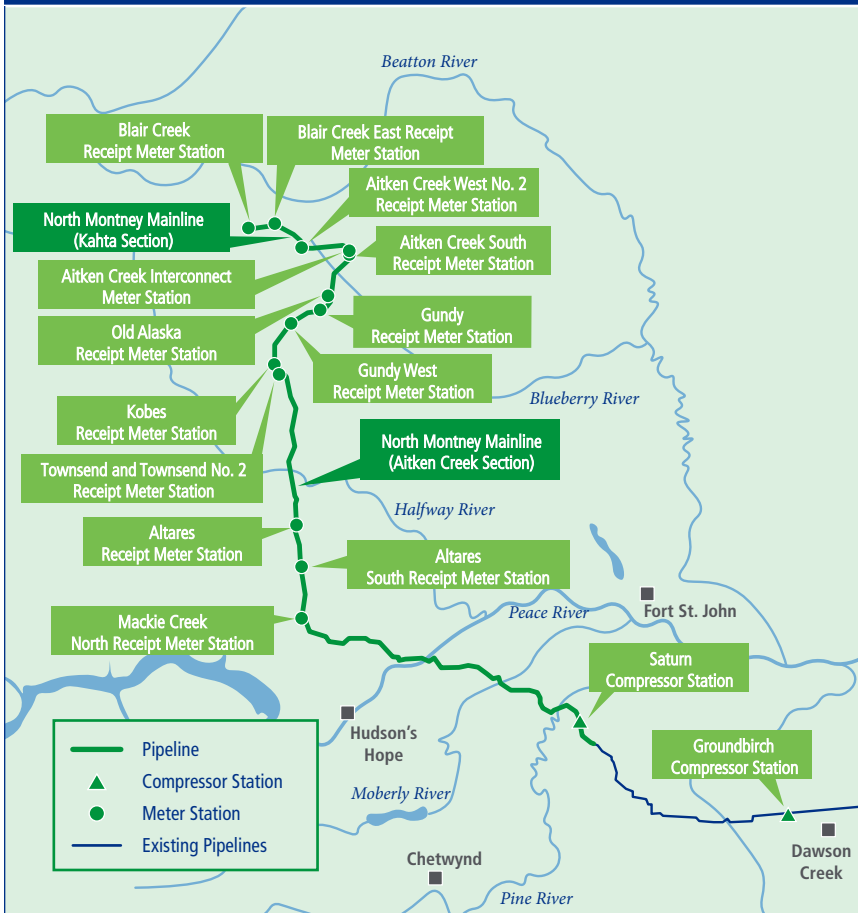 Beatton River
Blair Creek
Receipt Meter Station
Blair Creek East Receipt
Meter Station
Aitken Creek West No. 2
Receipt Meter Station
North Montney Mainline
(Kahta Section)
Aitken Creek South
Receipt Meter Station
Aitken Creek Interconnect
Meter Station
Gundy
Receipt Meter Station
Old Alaska
Receipt Meter Station
Gundy West
Receipt Meter Station
Blueberry River
Kobes
Receipt Meter Station
North Montney Mainline
(Aitken Creek Section)
Townsend and Townsend No. 2
Receipt Meter Station
Halfway River
Altares
Receipt Meter Station
Altares
South Receipt Meter Station
Peace River
Fort St. John
Mackie Creek
North Receipt Meter Station
Saturn
Compressor Station
Hudson's
Hope
Groundbirch
Compressor Station
Pipeline
Compressor Station
Meter Station
Existing Pipelines
Moberly River
Dawson
Creek
Chetwynd
Pine River